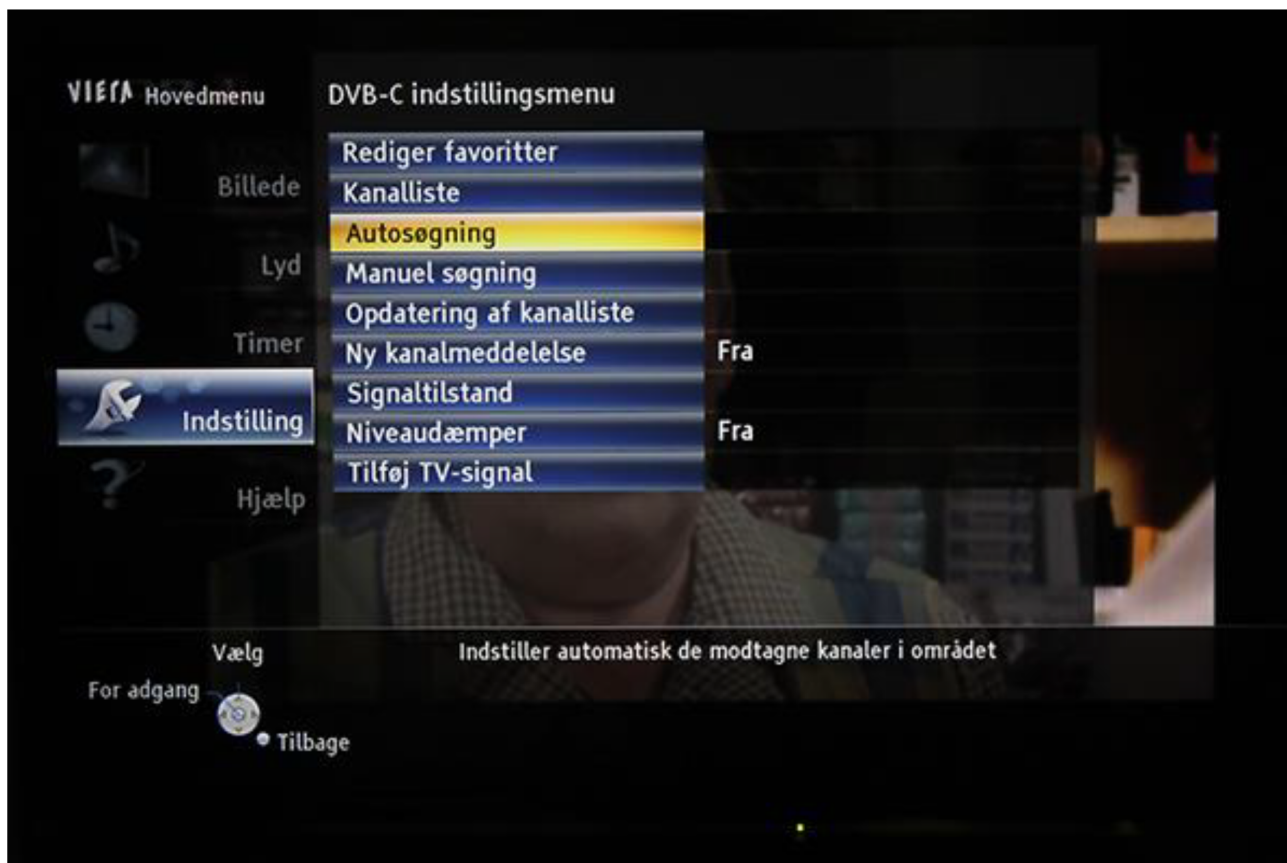 VIERA Hovedmenu
DVB-C indstillingsmenu
Billede
Lyd
Timer
Indstilling
Hjælp
Rediger favoritter
Kanalliste
Autosøgning
Manuel søgning
Opdatering af kanalliste
Ny kanalmeddelelse Fra
Signaltilstand
Niveaudæmper Fra
Tilføj TV-signal
Vælg
For adgang
Tilbage
Indstiller automatisk de modtagne kanaler i området